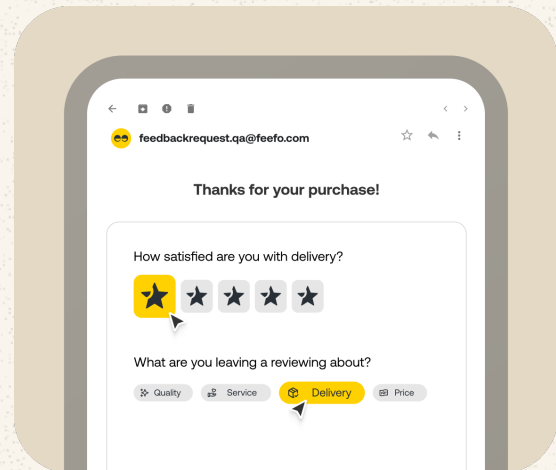 feedbackrequest.qa@feefo.com
Thanks for your purchase!
How satisfied are you with delivery?
What are you leaving a reviewing about?
Quality Service Delivery Price